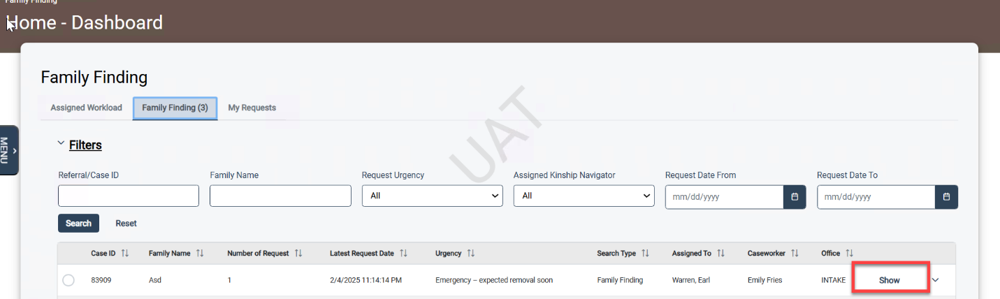 Family Finding
Home - Dashboard
Family Finding
Assigned Workload Family Finding (3) My Requests
UAT
MENU
Filters
Referral/Case ID Family Name Request Urgency Assigned Kinship Navigator Request Date From Request Date To
All All mm/dd/yyyy mm/dd/yyyy
Search Reset
Case ID Family Name Number of Request Latest Request Date Urgency Search Type Assigned To Caseworker Office
83909 Asd 1 2/4/2025 11:14:14 PM Emergency – expected removal soon Family Finding Warren, Earl Emily Fries INTAKE Show